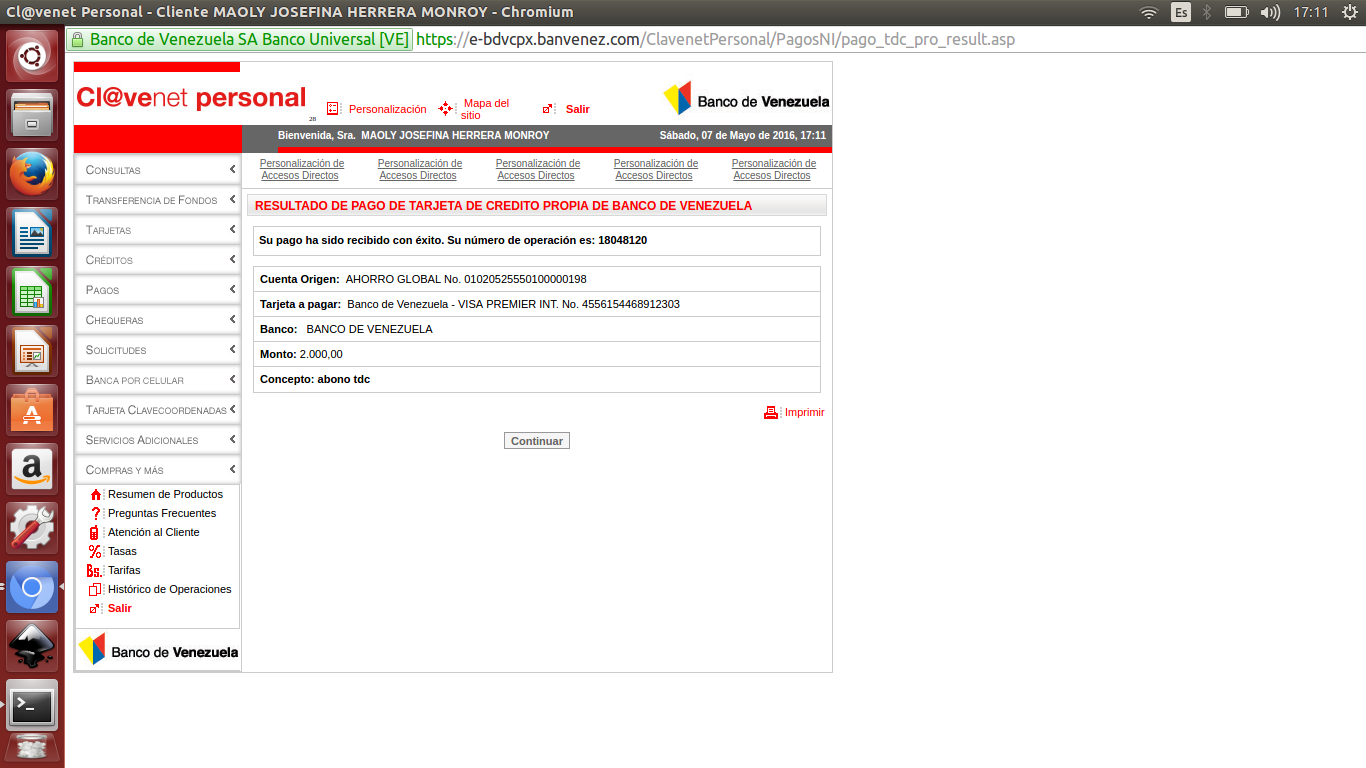 Cl@venet Personal - Cliente MAOLY JOSEFINA HERRERA MONROY - Chromium
Es
17:11
Banco de Venezuela SA Banco Universal [VE]
https://e-bdvcpx.banvenez.com/ClavenetPersonal/PagosNI/pago_tdc_pro_result.asp
Cl@venet personal
28
Personalización
Mapa del
sitio
Salir
Banco de Venezuela
Bienvenida, Sra. MAOLY JOSEFINA HERRERA MONROY
Sábado, 07 de Mayo de 2016, 17:11
Personalización de
Accesos Directos
Personalización de
Accesos Directos
Personalización de
Accesos Directos
Personalización de
Accesos Directos
Personalización de
Accesos Directos
CONSULTAS
TRANSFERENCIA DE FONDOS
TARJETAS
CRÉDITOS
PAGOS
CHEQUERAS
SOLICITUDES
BANCA POR CELULAR
TARJETA CLAVECOORDENADAS
SERVICIOS ADICIONALES
COMPRAS Y MÁS
Resumen de Productos
? Preguntas Frecuentes
Atención al Cliente
% Tasas
Bs. Tarifas
Histórico de Operaciones
Salir
Banco de Venezuela
RESULTADO DE PAGO DE TARJETA DE CREDITO PROPIA DE BANCO DE VENEZUELA
Su pago ha sido recibido con éxito. Su número de operación es: 18048120
Cuenta Origen: AHORRO GLOBAL No. 01020525550100000198
Tarjeta a pagar: Banco de Venezuela - VISA PREMIER INT. No. 4556154468912303
Banco: BANCO DE VENEZUELA
Monto: 2.000,00
Concepto: abono tdc
Imprimir
Continuar